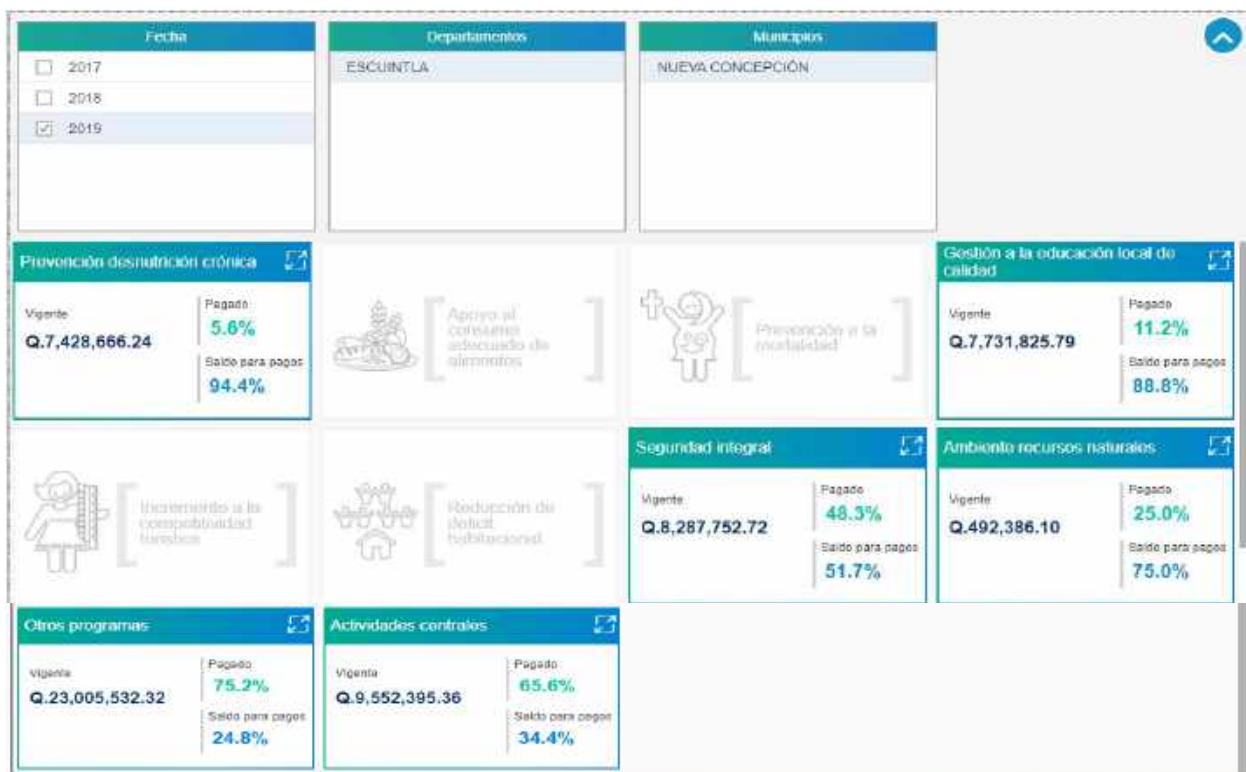 Fecha
Departamentos
Municipios
2017
2018
2019
ESCUINTLA
NUEVA CONCEPCIÓN
Prevención desnutrición crónica
Vigente
Q.7,428,666.24
Pagado
5.6%
Saldo para pagos
94.4%
Apoyo al
consumo
adecuado de
alimentos
Prevención a la
mortalidad
Gestión a la educación local de
calidad
Vigente
Q.7,731,825.79
Pagado
11.2%
Saldo para pagos
88.8%
Incremento a la
competitividad
turística
Reducción de
déficit
habitacional
Seguridad integral
Vigente
Q.8,287,752.72
Pagado
48.3%
Saldo para pagos
51.7%
Ambiente recursos naturales
Vigente
Q.492,386.10
Pagado
25.0%
Saldo para pagos
75.0%
Otros programas
Vigente
Q.23,005,532.32
Pagado
75.2%
Saldo para pagos
24.8%
Actividades centrales
Vigente
Q.9,552,395.36
Pagado
65.6%
Saldo para pagos
34.4%